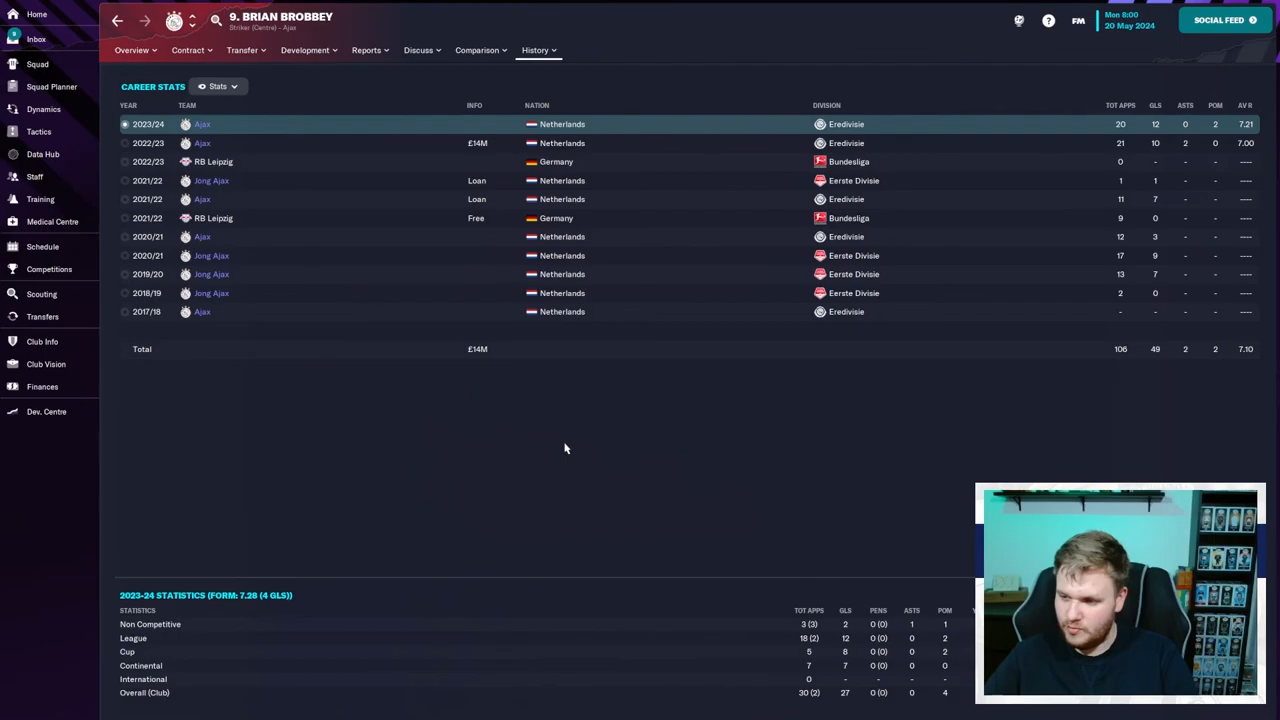 Home
Inbox
Squad
Squad Planner
Dynamics
Tactics
Data Hub
Staff
Training
Medical Centre
Schedule
Competitions
Scouting
Transfers
Club Info
Club Vision
Finances
Dev. Centre
9. BRIAN BROBBEY
Striker (Centre) - Ajax
FM
Mon 8:00
20 May 2024
SOCIAL FEED
Overview Contract Transfer Development Reports Discuss Comparison History
CAREER STATS Stats
YEAR TEAM INFO NATION DIVISION TOT APPS GLS ASTS POM AV R
2023/24 Ajax Netherlands Eredivisie 20 12 0 2 7.21
2022/23 Ajax £14M Netherlands Eredivisie 21 10 2 0 7.00
2022/23 RB Leipzig Germany Bundesliga 0 - - - ----
2021/22 Jong Ajax Loan Netherlands Eerste Divisie 1 1 - - ----
2021/22 Ajax Loan Netherlands Eredivisie 11 7 - - ----
2021/22 RB Leipzig Free Germany Bundesliga 9 0 - - ----
2020/21 Ajax Netherlands Eredivisie 12 3 - - ----
2020/21 Jong Ajax Netherlands Eerste Divisie 17 9 - - ----
2019/20 Jong Ajax Netherlands Eerste Divisie 13 7 - - ----
2018/19 Jong Ajax Netherlands Eerste Divisie 2 0 - - ----
2017/18 Ajax Netherlands Eredivisie - - - - ----
Total £14M 106 49 2 2 7.10
2023-24 STATISTICS (FORM: 7.28 (4 GLS))
STATISTICS TOT APPS GLS PENS ASTS POM
Non Competitive 3 (3) 2 0 (0) 1 1
League 18 (2) 12 0 (0) 0 2
Cup 5 8 0 (0) 0 2
Continental 7 7 0 (0) 0 0
International 0 - - - -
Overall (Club) 30 (2) 27 0 (0) 0 4